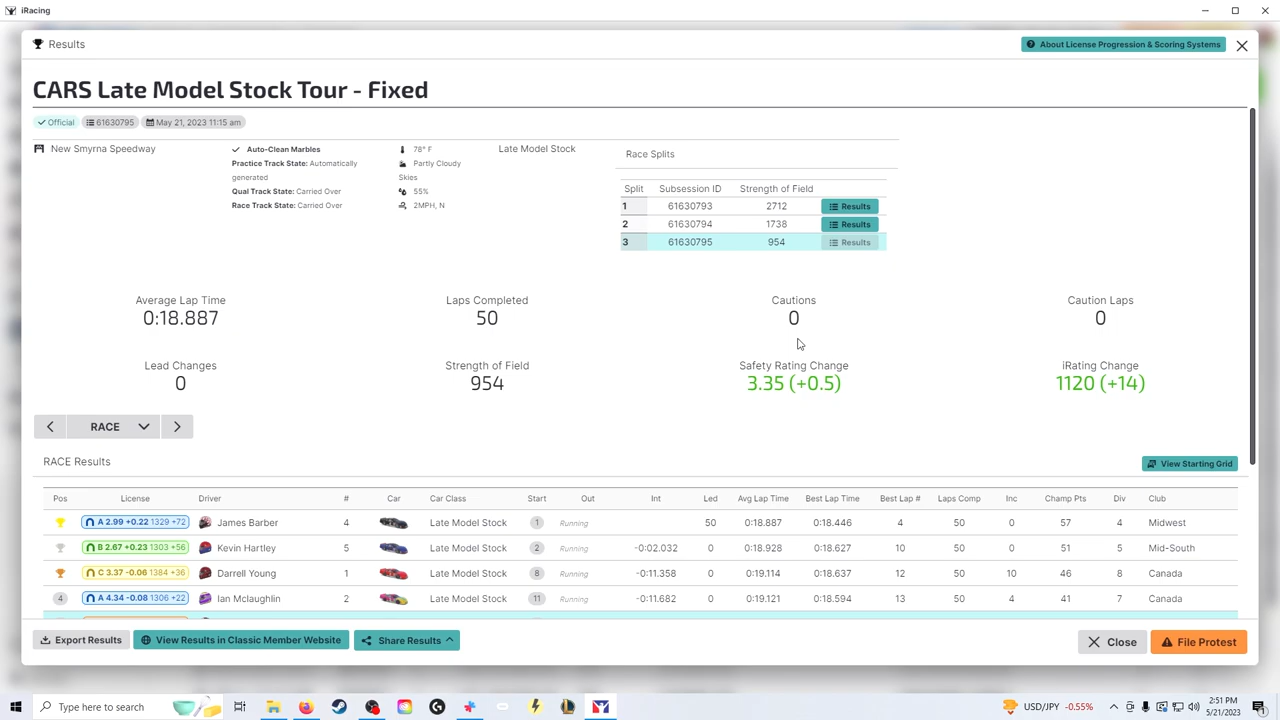 iRacing
Results
About License Progression & Scoring Systems
CARS Late Model Stock Tour - Fixed
Official 61630795 May 21, 2023 11:15 am
New Smyrna Speedway
Auto-Clean Marbles
Practice Track State: Automatically
generated
Qual Track State: Carried Over
Race Track State: Carried Over
78° F
Partly Cloudy
Skies
55%
2MPH, N
Late Model Stock
Race Splits
Split Subsession ID Strength of Field
1 61630793 2712 Results
2 61630794 1738 Results
3 61630795 954 Results
Average Lap Time Laps Completed Cautions Caution Laps
0:18.887 50 0 0
Lead Changes Strength of Field Safety Rating Change iRating Change
0 954 3.35 (+0.5) 1120 (+14)
RACE
RACE Results
View Starting Grid
Pos License Driver # Car Car Class Start Out Int Led Avg Lap Time Best Lap Time Best Lap # Laps Comp Inc Champ Pts Div Club
A 2.99 +0.22 1329 +72 James Barber 4 Late Model Stock 1 Running 50 0:18.887 0:18.446 4 50 0 57 4 Midwest
B 2.67 +0.23 1303 +56 Kevin Hartley 5 Late Model Stock 2 Running -0:02.032 0 0:18.928 0:18.627 10 50 0 51 5 Mid-South
C 3.37 -0.06 1384 +36 Darrell Young 1 Late Model Stock 8 Running -0:11.358 0 0:19.114 0:18.637 12 50 10 46 8 Canada
4 A 4.34 -0.08 1306 +22 Ian Mclaughlin 2 Late Model Stock 11 Running -0:11.682 0 0:19.121 0:18.594 13 50 4 41 7 Canada
Export Results View Results in Classic Member Website Share Results Close File Protest
Type here to search
USD/JPY -0.55%
2:51 PM
5/21/2023